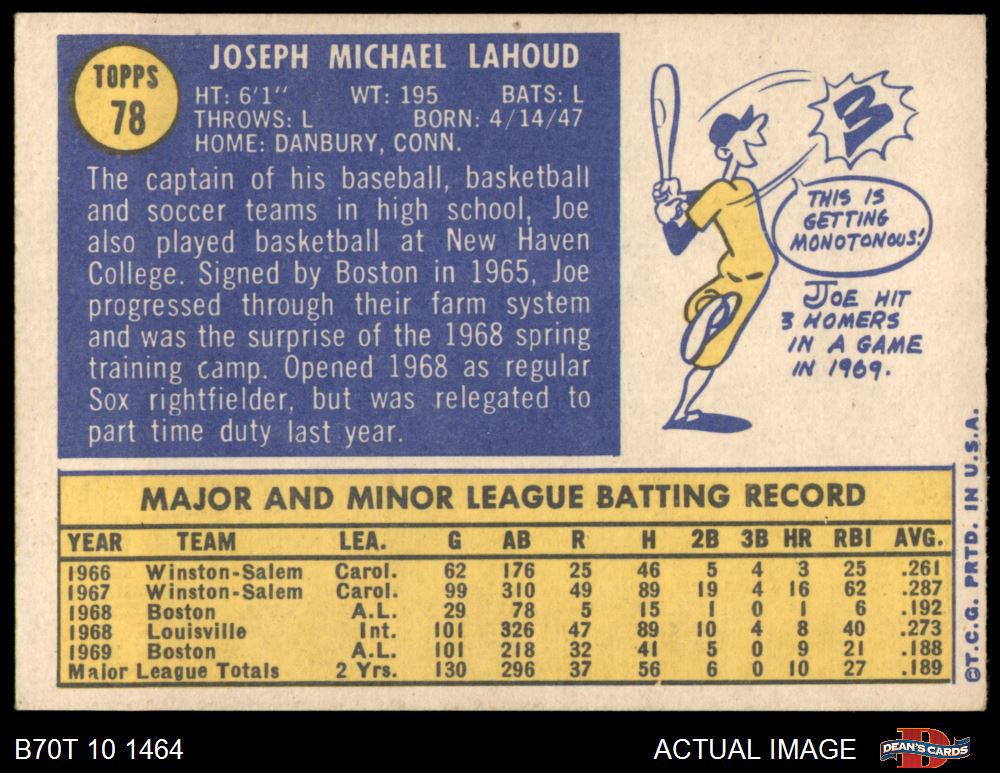 TOPPS
78
JOSEPH MICHAEL LAHOUD
HT: 6'1" WT: 195 BATS: L
THROWS: L BORN: 4/14/47
HOME: DANBURY, CONN.
The captain of his baseball, basketball
and soccer teams in high school, Joe
also played basketball at New Haven
College. Signed by Boston in 1965, Joe
progressed through their farm system
and was the surprise of the 1968 spring
training camp. Opened 1968 as regular
Sox rightfielder, but was relegated to
part time duty last year.
3
THIS IS
GETTING
MONOTONOUS!
JOE HIT
3 HOMERS
IN A GAME
IN 1969.
MAJOR AND MINOR LEAGUE BATTING RECORD
YEAR TEAM LEA. G AB R H 2B 3B HR RBI AVG.
1966 Winston-Salem Carol. 62 176 25 46 5 4 3 25 .261
1967 Winston-Salem Carol. 99 310 49 89 19 4 16 62 .287
1968 Boston A.L. 29 78 5 15 1 0 1 6 .192
1968 Louisville Int. 101 326 47 89 10 4 8 40 .273
1969 Boston A.L. 101 218 32 41 5 0 9 21 .188
Major League Totals 2 Yrs. 130 296 37 56 6 0 10 27 .189
©T.C.G. PRTD. IN U.S.A.
B70T 10 1464
ACTUAL IMAGE
DEAN'S CARDS